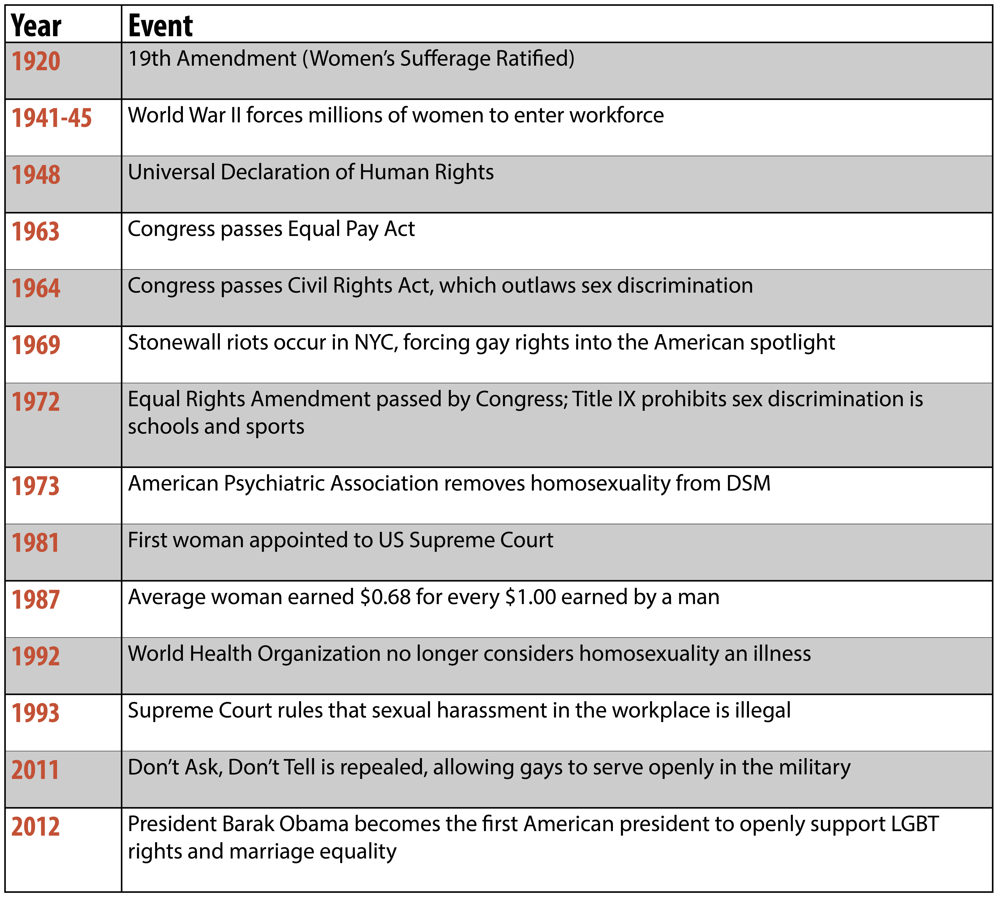 Year Event
1920 19th Amendment (Women’s Sufferage Ratified)
1941-45 World War II forces millions of women to enter workforce
1948 Universal Declaration of Human Rights
1963 Congress passes Equal Pay Act
1964 Congress passes Civil Rights Act, which outlaws sex discrimination
1969 Stonewall riots occur in NYC, forcing gay rights into the American spotlight
1972 Equal Rights Amendment passed by Congress; Title IX prohibits sex discrimination is
schools and sports
1973 American Psychiatric Association removes homosexuality from DSM
1981 First woman appointed to US Supreme Court
1987 Average woman earned $0.68 for every $1.00 earned by a man
1992 World Health Organization no longer considers homosexuality an illness
1993 Supreme Court rules that sexual harassment in the workplace is illegal
2011 Don’t Ask, Don’t Tell is repealed, allowing gays to serve openly in the military
2012 President Barak Obama becomes the first American president to openly support LGBT
rights and marriage equality